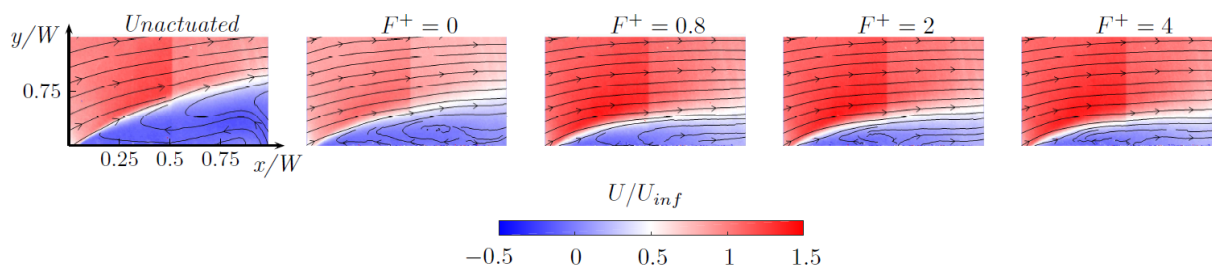 Unactuated F⁺ = 0 F⁺ = 0.8 F⁺ = 2 F⁺ = 4
y/W
0.75
0.25 0.5 0.75
x/W
U/U_inf
−0.5 0 0.5 1 1.5